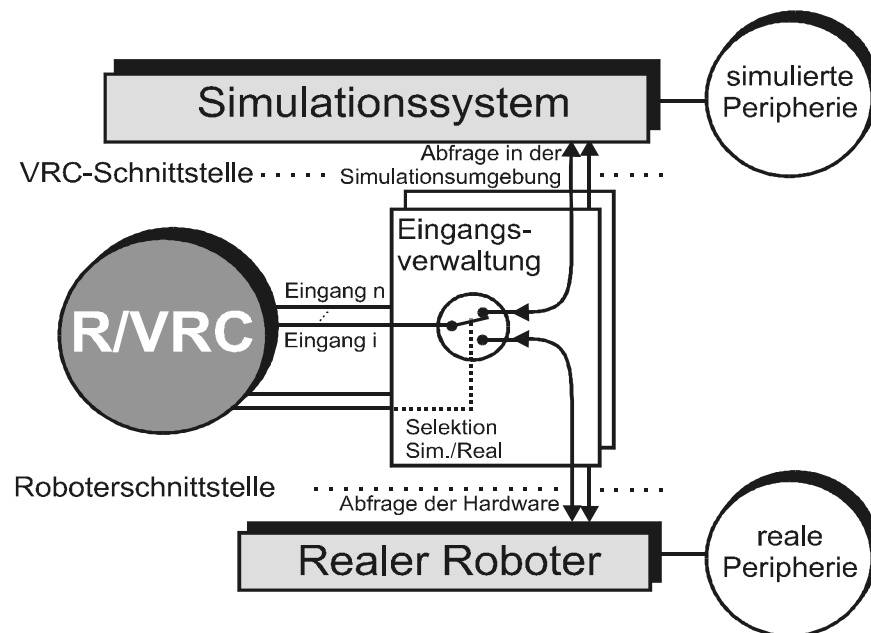 Simulationssystem
simulierte
Peripherie
Abfrage in der
VRC-Schnittstelle
Simulationsumgebung
Eingangs-
verwaltung
Eingang n
R/VRC
Eingang i
Selektion
Sim./Real
Roboterschnittstelle
Abfrage der Hardware
Realer Roboter
reale
Peripherie